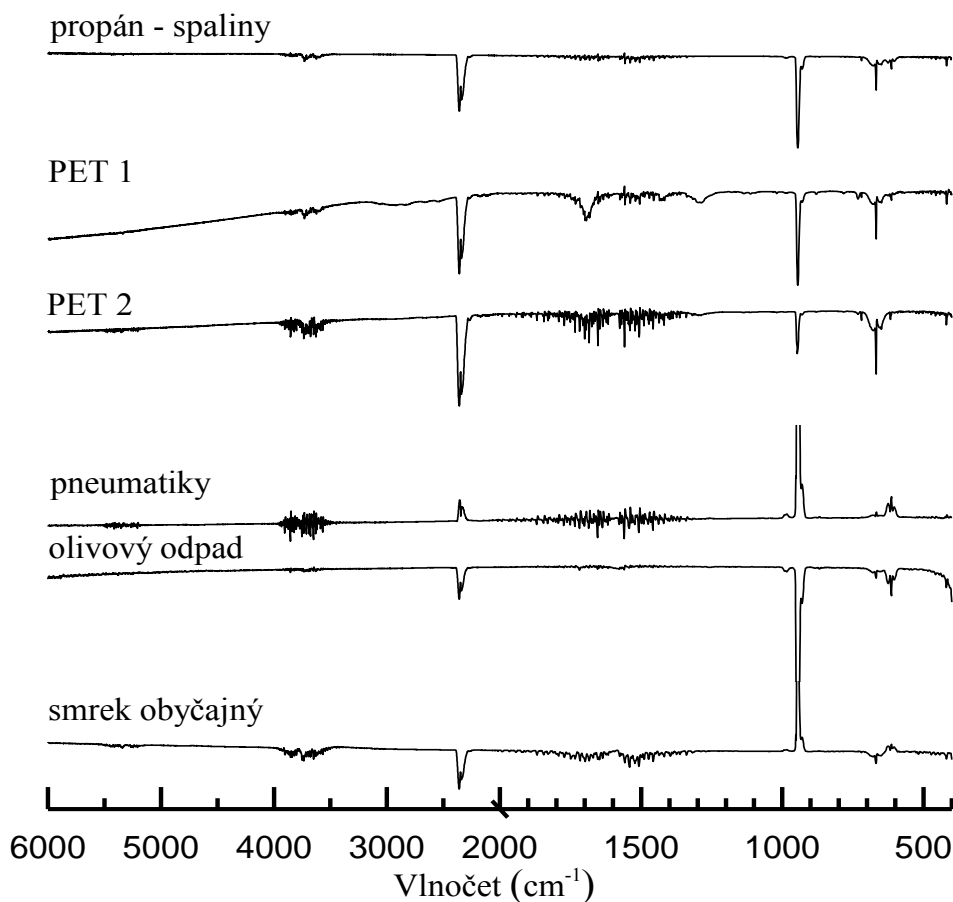 propán - spaliny
PET 1
PET 2
pneumatiky
olivový odpad
smrek obyčajný
6000 5000 4000 3000 2000 1500 1000 500
Vlnočet (cm-1)